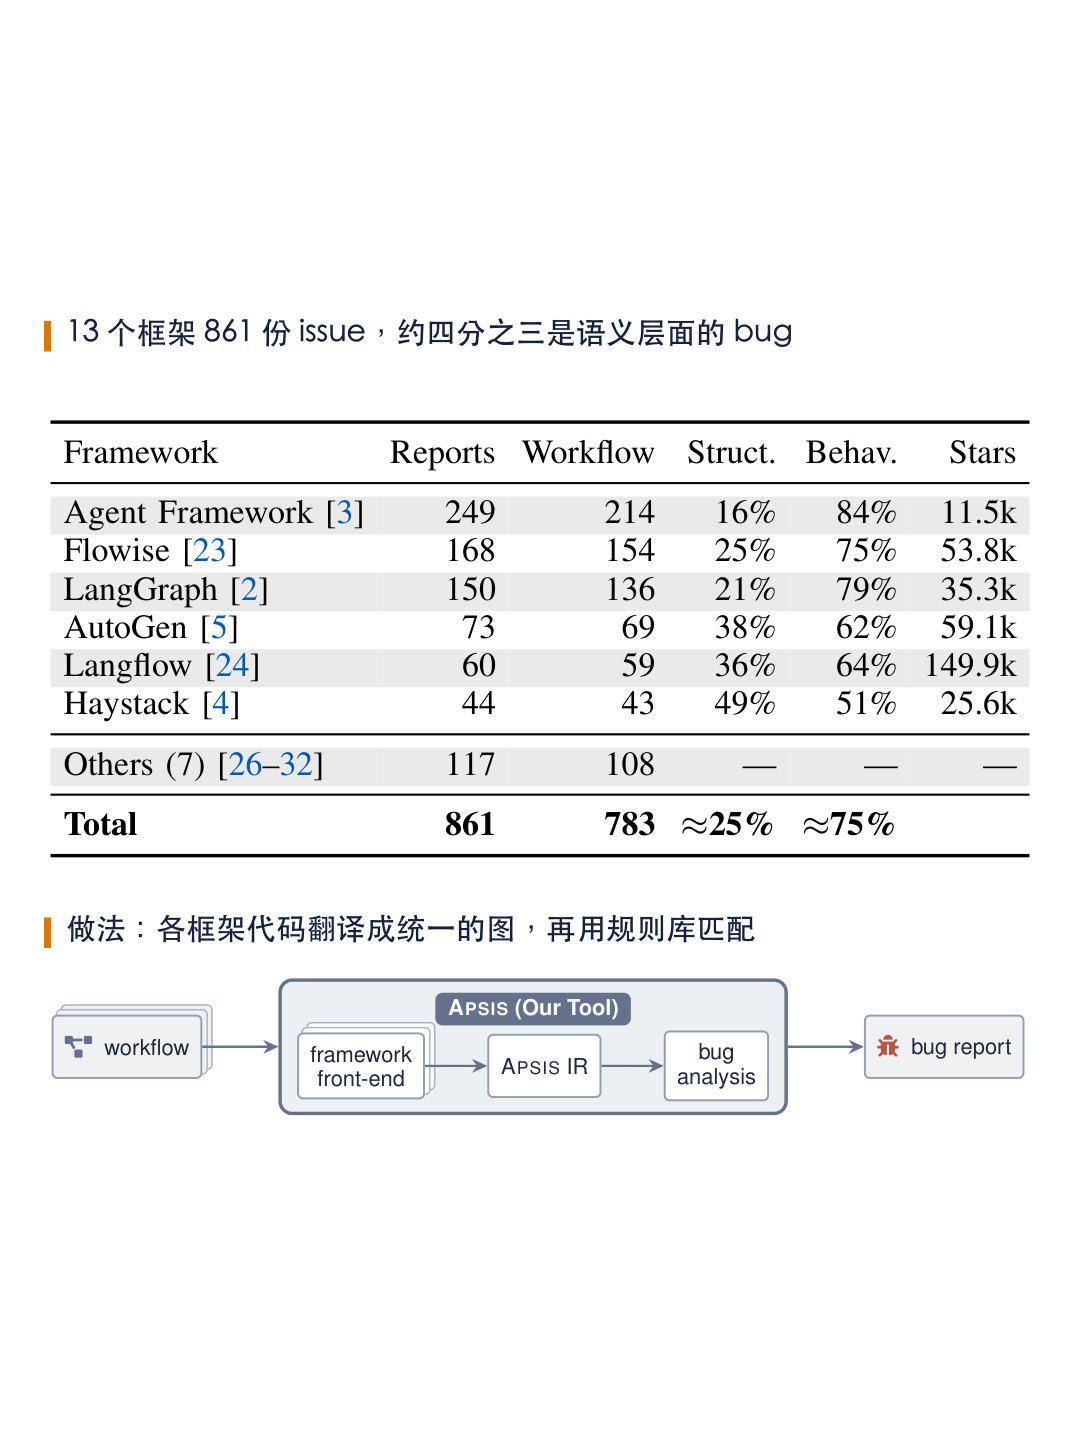 13 个框架 861 份 issue，约四分之三是语义层面的 bug
Framework Reports Workflow Struct. Behav. Stars
Agent Framework [3] 249 214 16% 84% 11.5k
Flowise [23] 168 154 25% 75% 53.8k
LangGraph [2] 150 136 21% 79% 35.3k
AutoGen [5] 73 69 38% 62% 59.1k
Langflow [24] 60 59 36% 64% 149.9k
Haystack [4] 44 43 49% 51% 25.6k
Others (7) [26–32] 117 108 — — —
Total 861 783 ≈25% ≈75%
做法：各框架代码翻译成统一的图，再用规则库匹配
workflow
APSIS (Our Tool)
framework
front-end
APSIS IR
bug
analysis
bug report